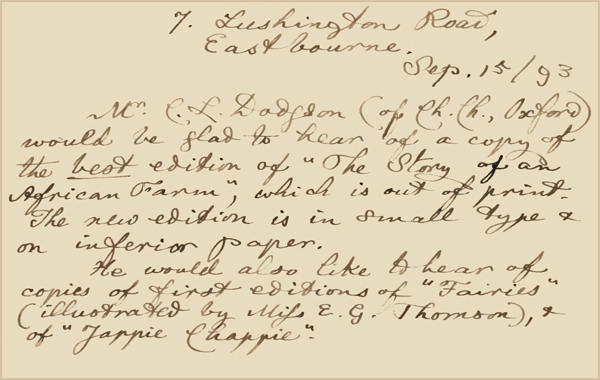 7. Lushington Road,
Eastbourne.
Sep. 15/93
Mr. C. L. Dodgson (of Ch. Ch., Oxford)
would be glad to hear of a copy of
the best edition of "The Story of an
African Farm", which is out of print.
The new edition is in small type &
on inferior paper.
He would also like to hear of
copies of first editions of "Fairies"
(illustrated by Miss E. G. Thomson), &
of "Jappie Chappie".